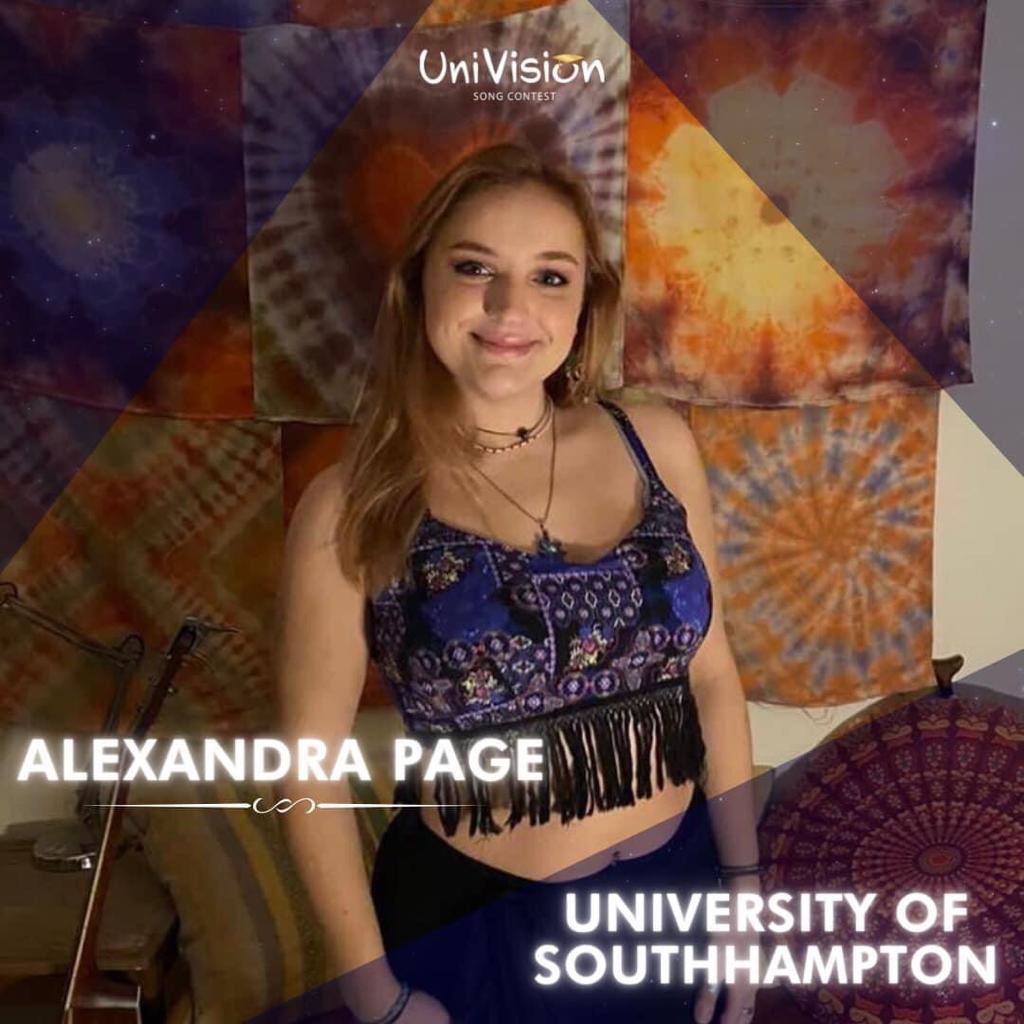 UniVision
SONG CONTEST
ALEXANDRA PAGE
UNIVERSITY OF
SOUTHHAMPTON